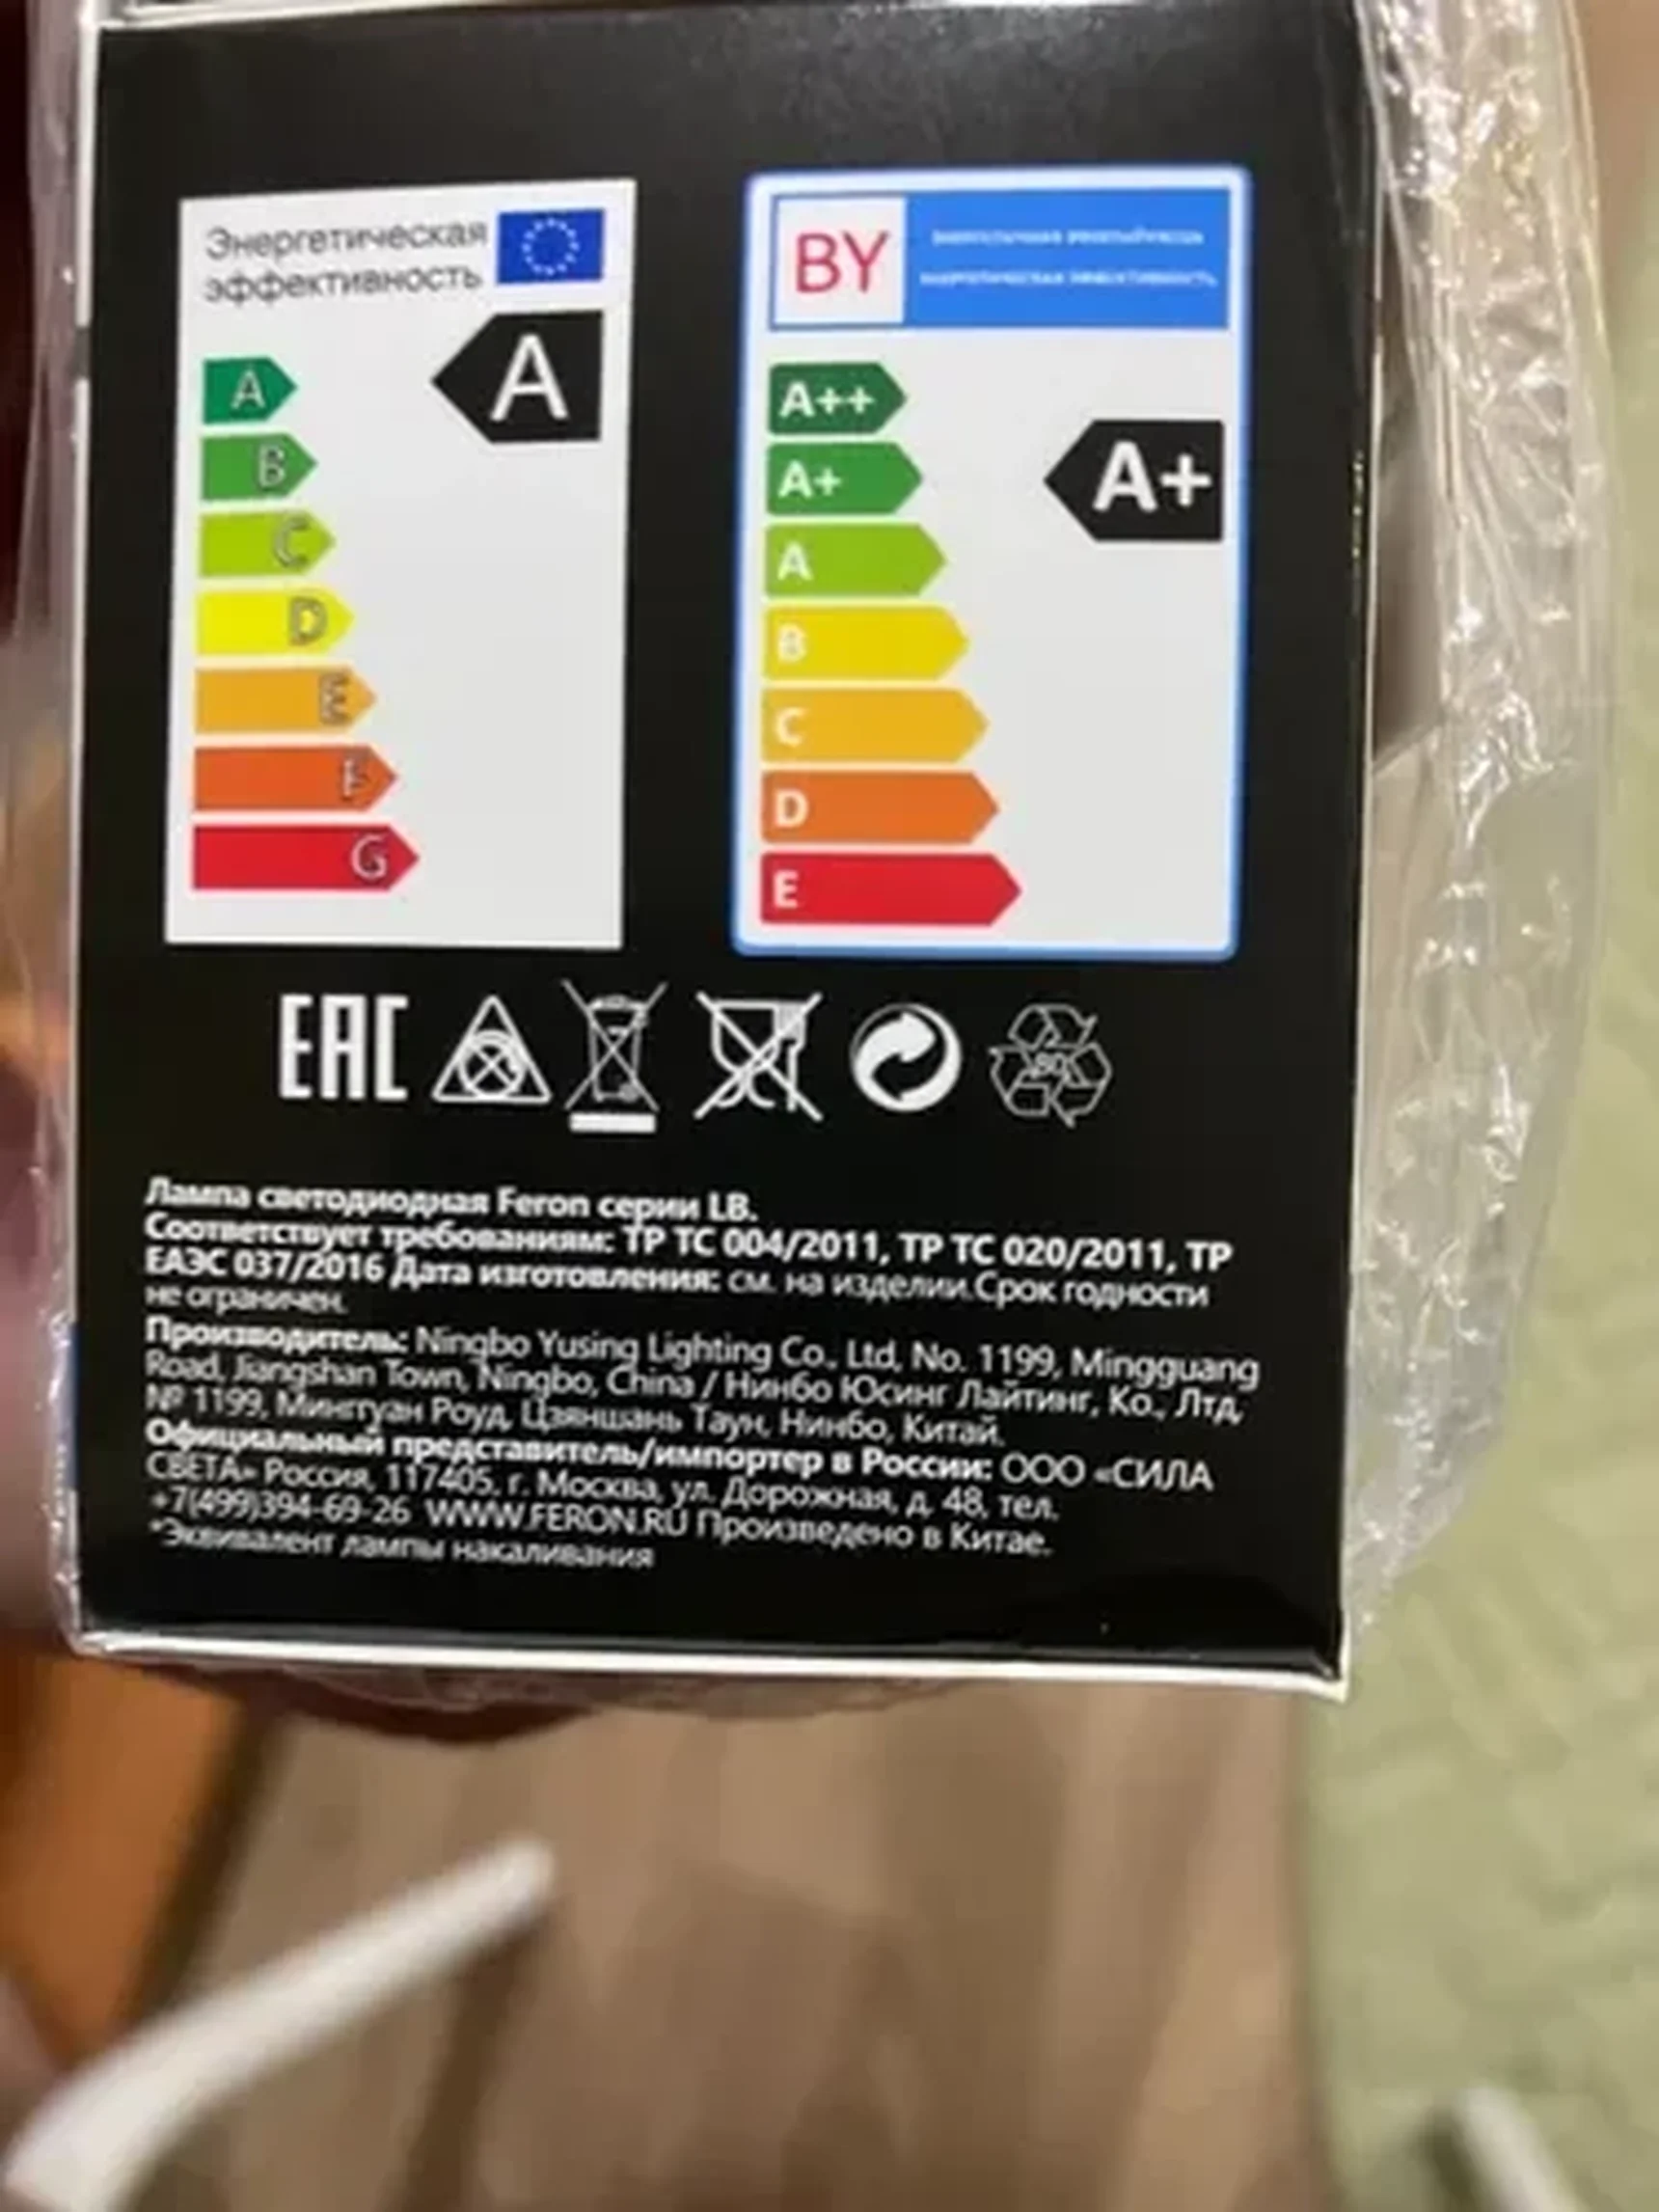 Энергетическая
эффективность
A
A
B
C
D
E
F
G
BY
ЭНЕРГЕТИЧЕСКАЯ ЭФФЕКТИВНОСТЬ
A++
A+
A+
A
B
C
D
E
EAC
Лампа светодиодная Feron серии LB.
Соответствует требованиям: ТР ТС 004/2011, ТР ТС 020/2011, ТР
ЕАЭС 037/2016 Дата изготовления: см. на изделии.Срок годности
не ограничен.
Производитель: Ningbo Yusing Lighting Co., Ltd, No. 1199, Mingguang
Road, Jiangshan Town, Ningbo, China / Нинбо Юсинг Лайтинг, Ко., Лтд,
№ 1199, Мингуан Роуд, Цзяншань Таун, Нинбо, Китай.
Официальный представитель/импортер в России: ООО «СИЛА
СВЕТА» Россия, 117405, г. Москва, ул. Дорожная, д. 48, тел.
+7(499)394-69-26 WWW.FERON.RU Произведено в Китае.
*Эквивалент лампы накаливания